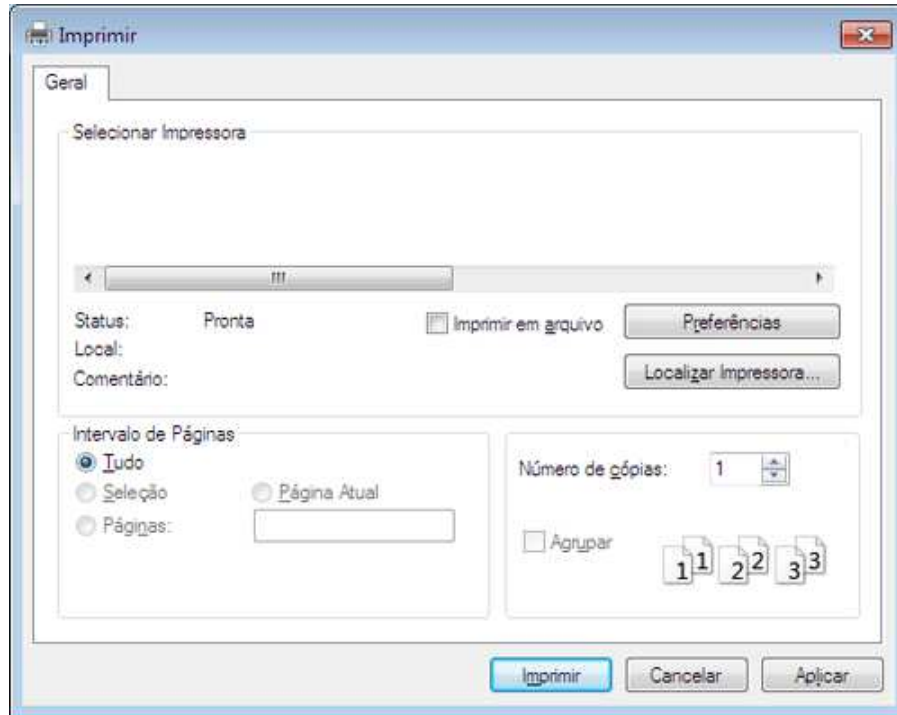 Imprimir
Geral
Selecionar Impressora
Status: Pronta
Imprimir em arquivo
Preferências
Local:
Comentário:
Localizar Impressora...
Intervalo de Páginas
Tudo
Seleção
Página Atual
Páginas:
Número de cópias: 1
Agrupar
1 1 2 2 3 3
Imprimir
Cancelar
Aplicar